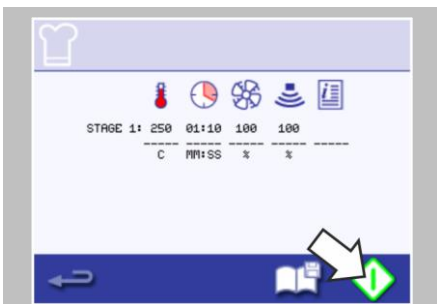 STAGE 1: 250 01:10 100 100
----- ----- ----- ----- -----
C MM:SS % %